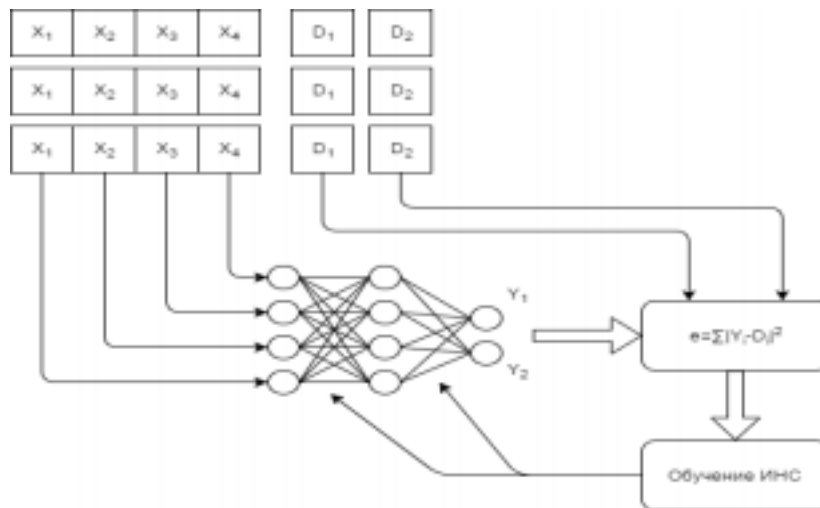 X₁ X₂ X₃ X₄ D₁ D₂
X₁ X₂ X₃ X₄ D₁ D₂
X₁ X₂ X₃ X₄ D₁ D₂
Y₁
e=∑[Yᵢ-Dᵢ]²
Y₂
Обучение ИНС